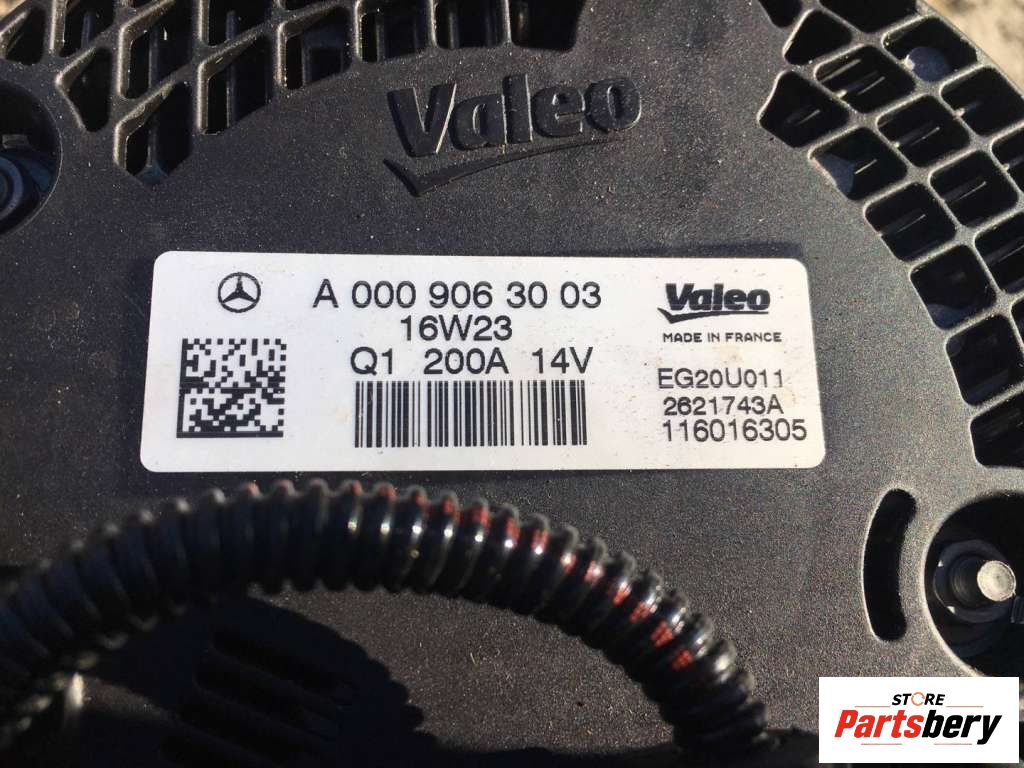 Valeo
A 000 906 30 03
16W23
Q1 200A 14V
Valeo
MADE IN FRANCE
EG20U011
2621743A
116016305
STORE
Partsbery